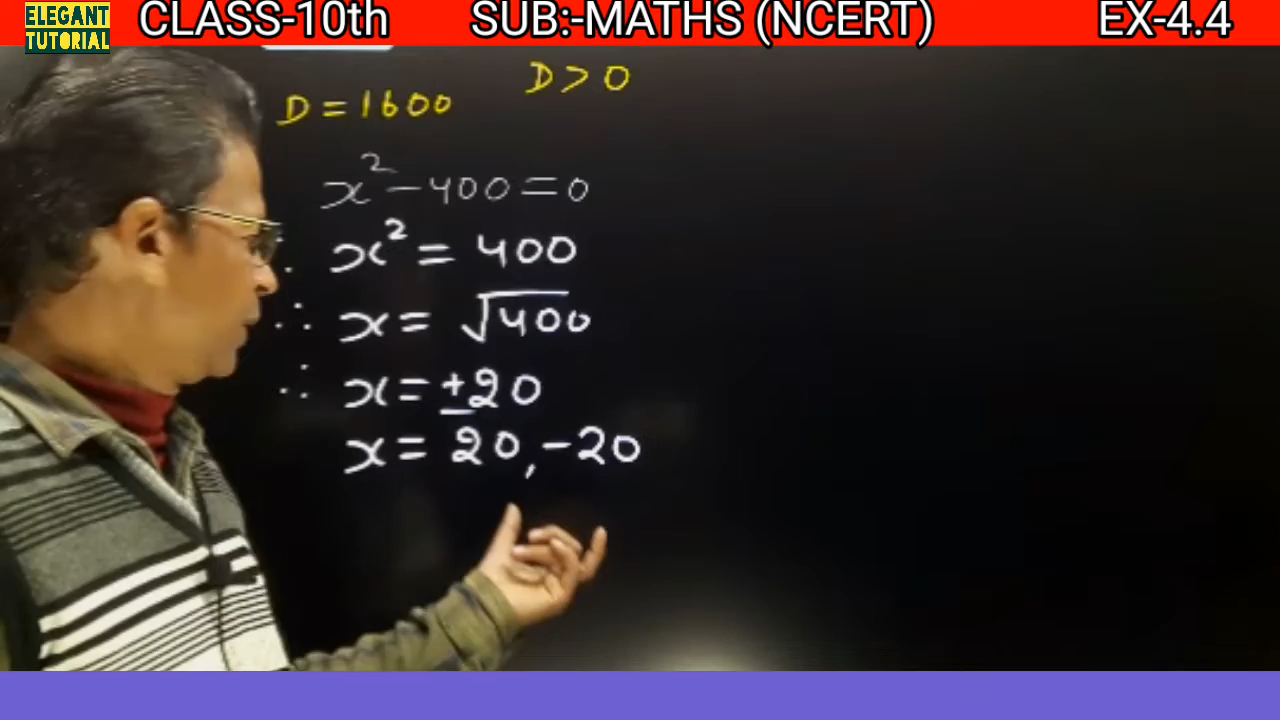 ELEGANT
TUTORIAL
CLASS-10th SUB:-MATHS (NCERT) EX-4.4
D > 0
D = 1600
x² - 400 = 0
x² = 400
∴ x = √400
∴ x = ±20
x = 20, -20